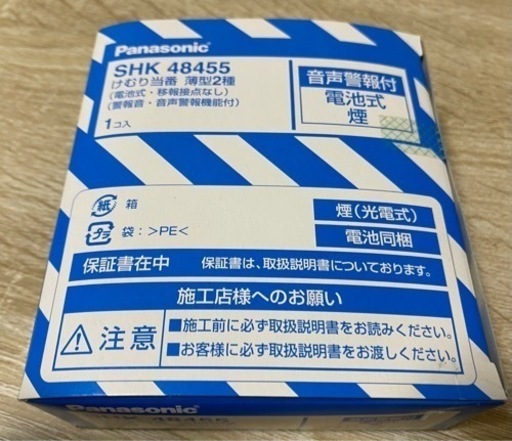 Panasonic
SHK 48455
けむり当番 薄型2種
(電池式・移報接点なし)
(警報音・音声警報機能付)
1コ入
音声警報付
電池式
煙
紙 箱
プラ 袋:>PE<
煙(光電式)
電池同梱
保証書在中 保証書は、取扱説明書についております。
施工店様へのお願い
注意
■施工前に必ず取扱説明書をお読みください。
■お客様に必ず取扱説明書をお渡しください。
Panasonic
SHK 48455